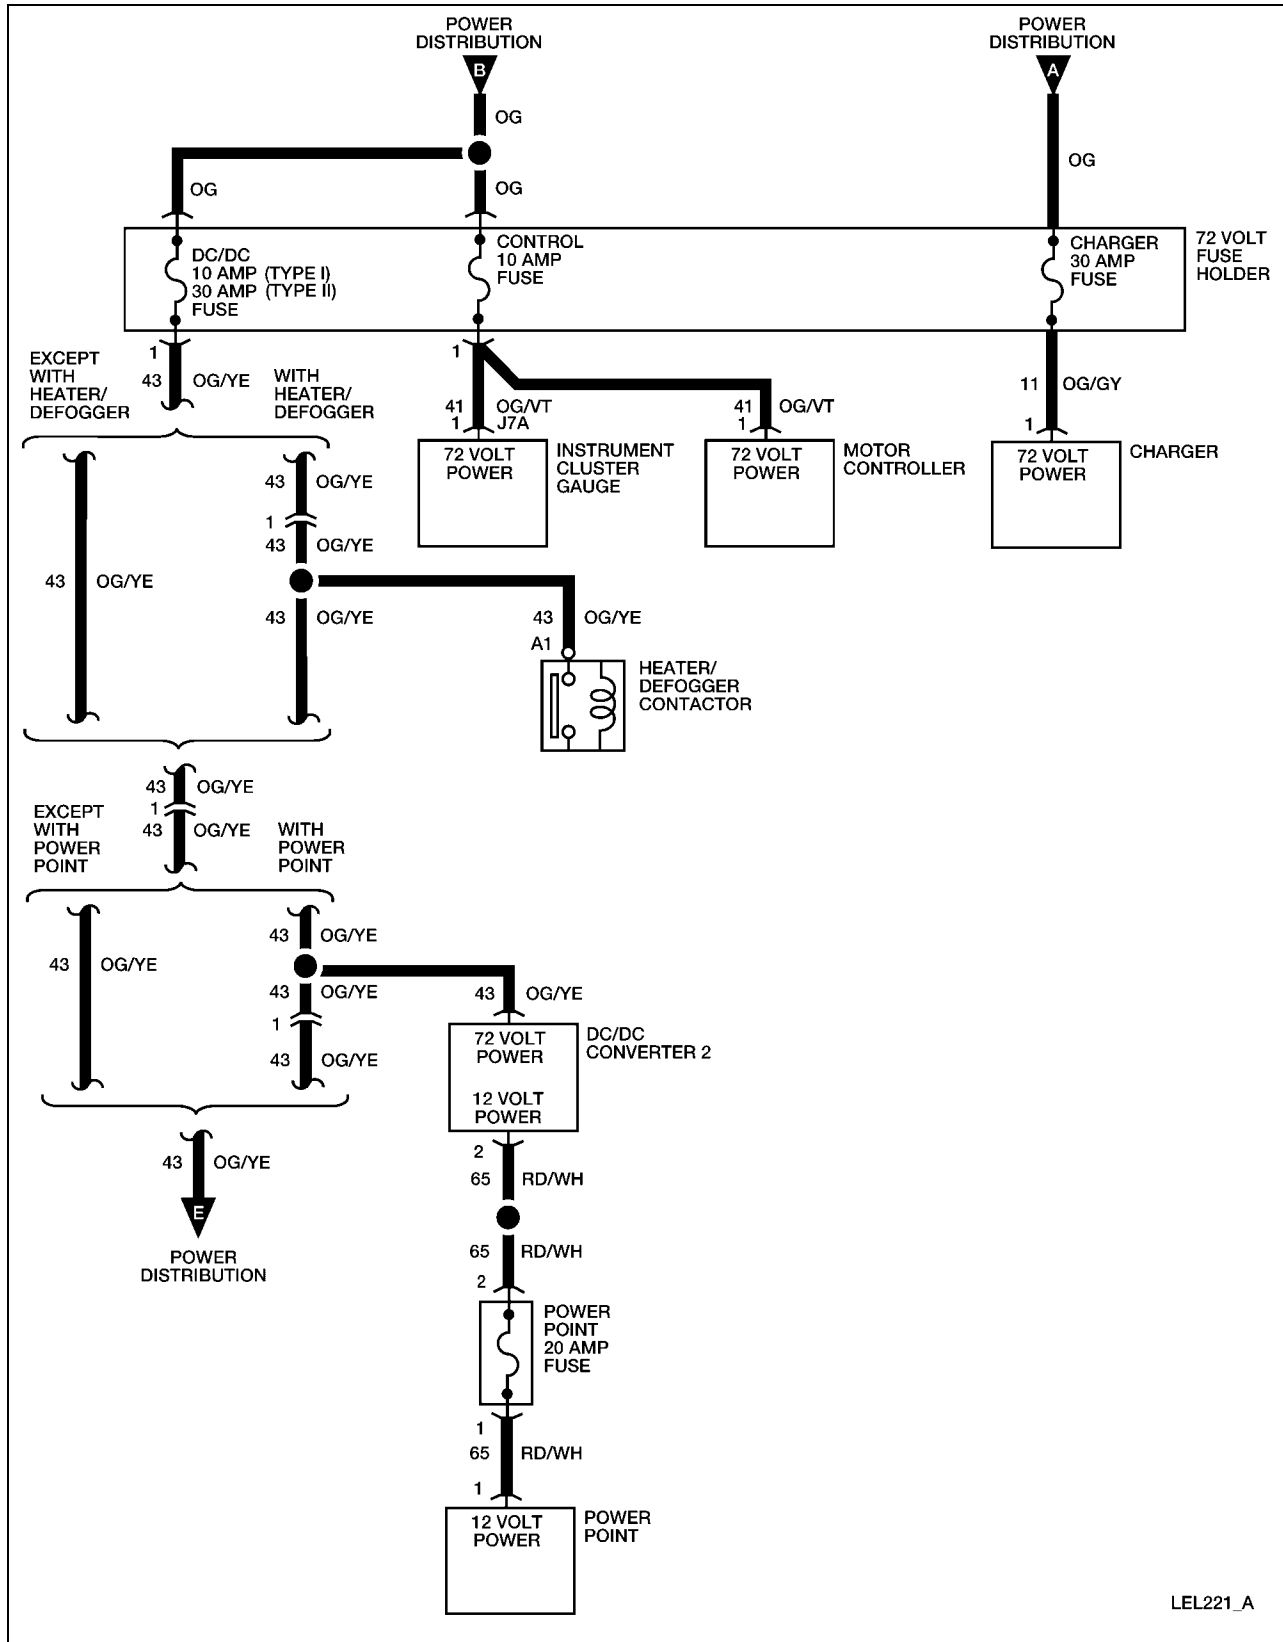 POWER
DISTRIBUTION
B
OG
OG
OG
POWER
DISTRIBUTION
A
OG
DC/DC
10 AMP (TYPE I)
30 AMP (TYPE II)
FUSE
CONTROL
10 AMP
FUSE
CHARGER
30 AMP
FUSE
72 VOLT
FUSE
HOLDER
EXCEPT
WITH
HEATER/
DEFOGGER
1
43 OG/YE
WITH
HEATER/
DEFOGGER
1
41 OG/VT
1 J7A
41 OG/VT
1
11 OG/GY
1
72 VOLT
POWER
INSTRUMENT
CLUSTER
GAUGE
72 VOLT
POWER
MOTOR
CONTROLLER
72 VOLT
POWER
CHARGER
43 OG/YE
43 OG/YE
1
43 OG/YE
43 OG/YE
43 OG/YE
A1
HEATER/
DEFOGGER
CONTACTOR
43 OG/YE
1
43 OG/YE
EXCEPT
WITH
POWER
POINT
WITH
POWER
POINT
43 OG/YE
43 OG/YE
43 OG/YE
1
43 OG/YE
43 OG/YE
72 VOLT
POWER
12 VOLT
POWER
DC/DC
CONVERTER 2
43 OG/YE
E
POWER
DISTRIBUTION
2
65 RD/WH
65 RD/WH
2
POWER
POINT
20 AMP
FUSE
1
65 RD/WH
1
12 VOLT
POWER
POWER
POINT
LEL221_A